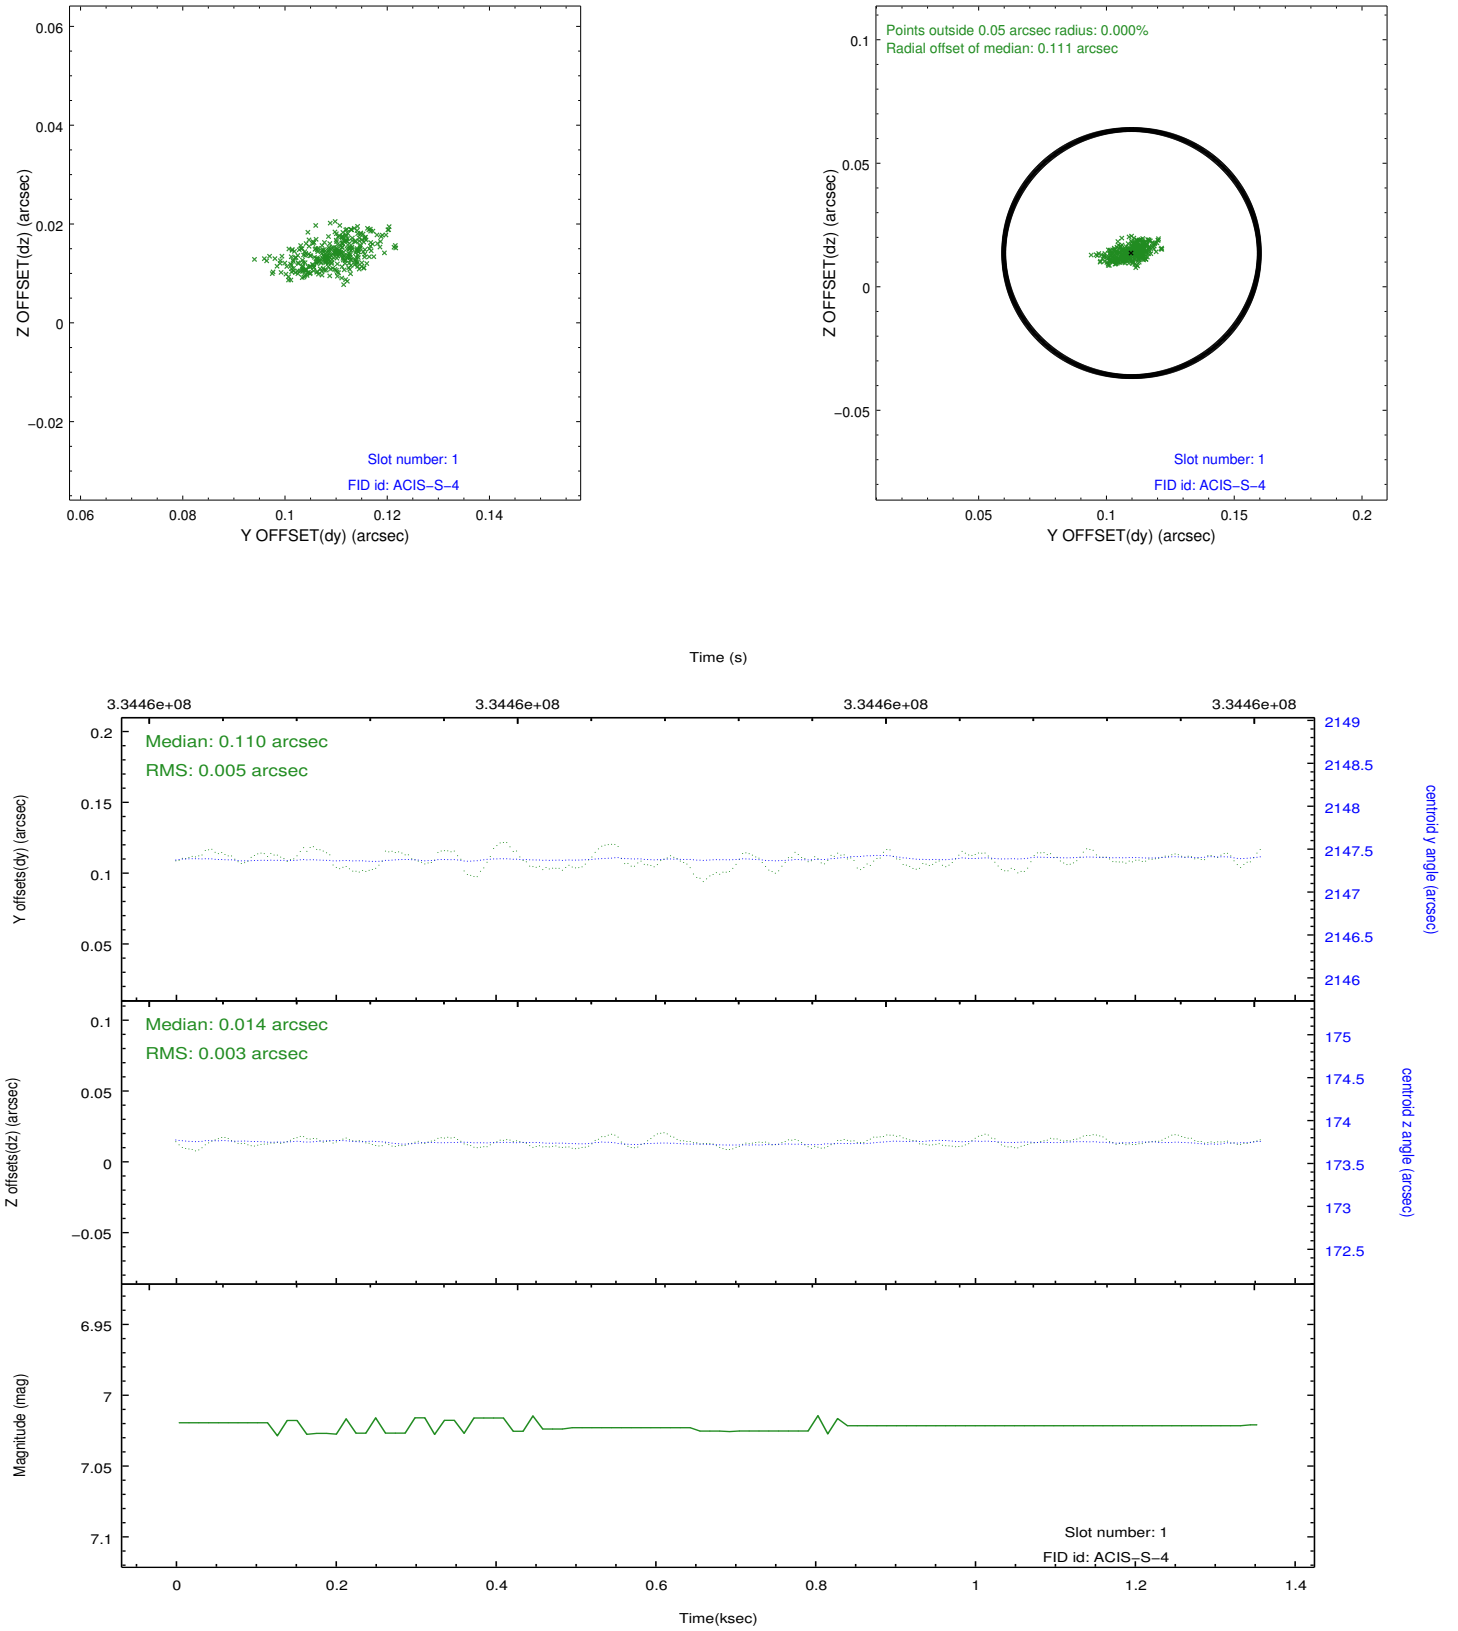 0.06
0.04
0.02
0
−0.02
Z OFFSET(dz) (arcsec)
Slot number: 1
FID id: ACIS−S−4
0.06 0.08 0.1 0.12 0.14
Y OFFSET(dy) (arcsec)
Points outside 0.05 arcsec radius: 0.000%
Radial offset of median: 0.111 arcsec
0.1
0.05
0
−0.05
Z OFFSET(dz) (arcsec)
Slot number: 1
FID id: ACIS−S−4
0.05 0.1 0.15 0.2
Y OFFSET(dy) (arcsec)
Time (s)
3.3446e+08 3.3446e+08 3.3446e+08 3.3446e+08
Median: 0.110 arcsec
RMS: 0.005 arcsec
0.2
0.15
0.1
0.05
Y offsets(dy) (arcsec)
2149
2148.5
2148
2147.5
2147
2146.5
2146
centroid y angle (arcsec)
Median: 0.014 arcsec
RMS: 0.003 arcsec
0.1
0.05
0
−0.05
Z offsets(dz) (arcsec)
175
174.5
174
173.5
173
172.5
centroid z angle (arcsec)
6.95
7
7.05
7.1
Magnitude (mag)
Slot number: 1
FID id: ACIS−S−4
0 0.2 0.4 0.6 0.8 1 1.2 1.4
Time(ksec)